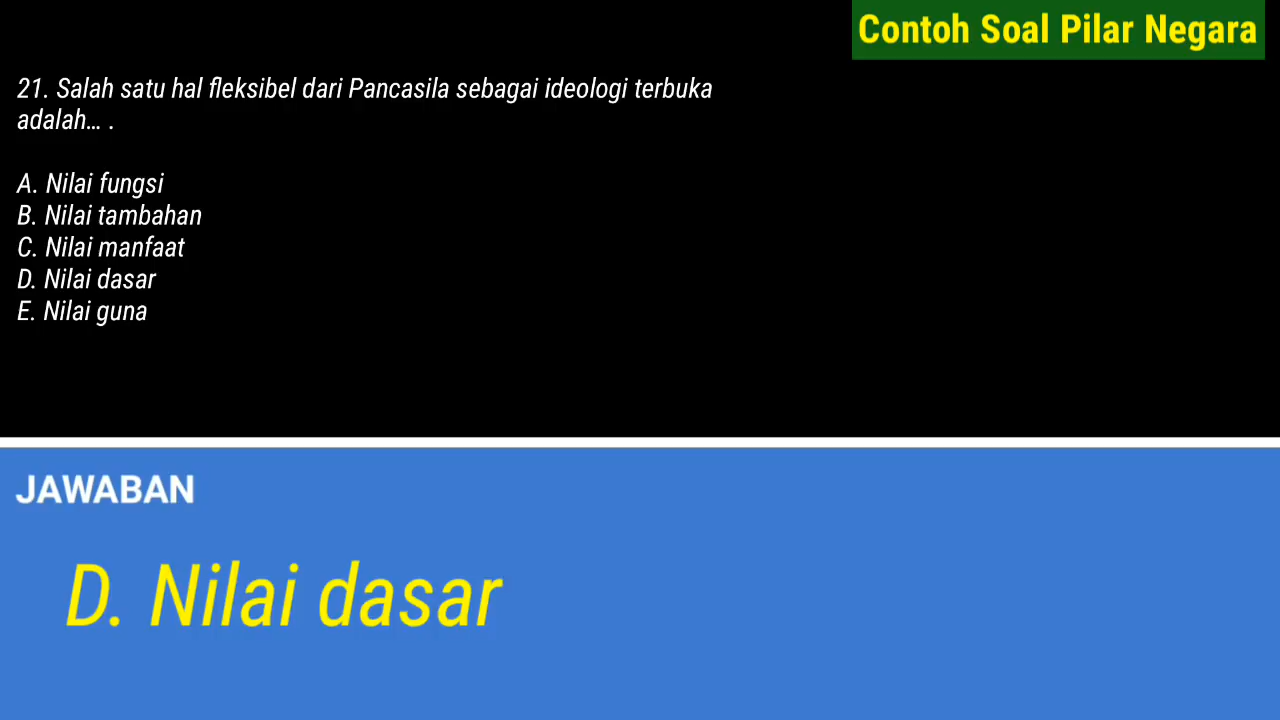 Contoh Soal Pilar Negara
21. Salah satu hal fleksibel dari Pancasila sebagai ideologi terbuka
adalah... .
A. Nilai fungsi
B. Nilai tambahan
C. Nilai manfaat
D. Nilai dasar
E. Nilai guna
JAWABAN
D. Nilai dasar